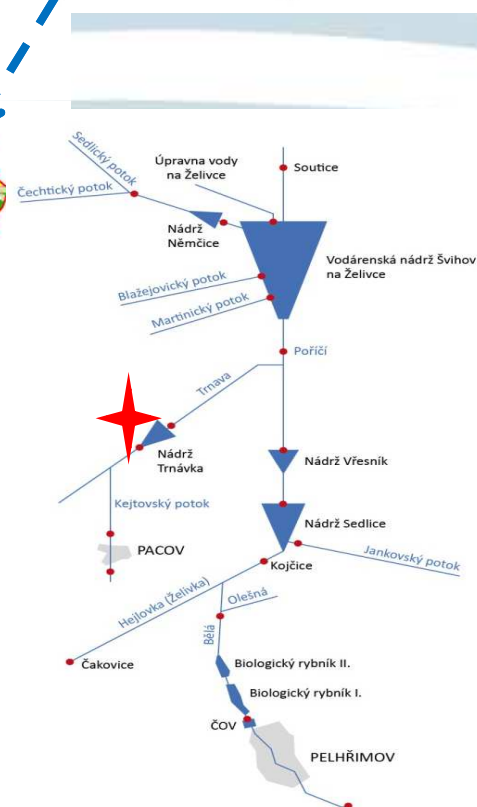 Sedlický potok
Čechtický potok
Úpravna vody
na Želivce
Soutice
Nádrž
Němčice
Vodárenská nádrž Švihov
na Želivce
Blažejovický potok
Martinický potok
Poříčí
Trnava
Nádrž
Trnávka
Nádrž Vřesník
Kejtovský potok
Nádrž Sedlice
PACOV
Jankovský potok
Kojčice
Hejlovka (Želivka)
Olešná
Bělá
Čakovice
Biologický rybník II.
Biologický rybník I.
ČOV
PELHŘIMOV